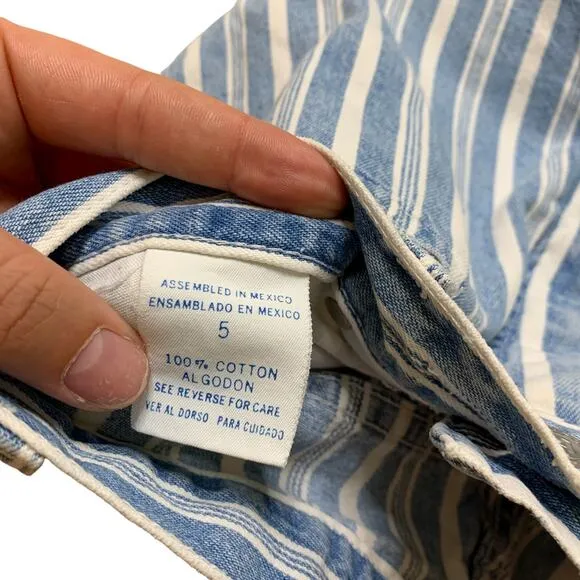 ASSEMBLED IN MEXICO
ENSAMBLADO EN MEXICO
5
100% COTTON
ALGODON
SEE REVERSE FOR CARE
VER AL DORSO PARA CUIDADO